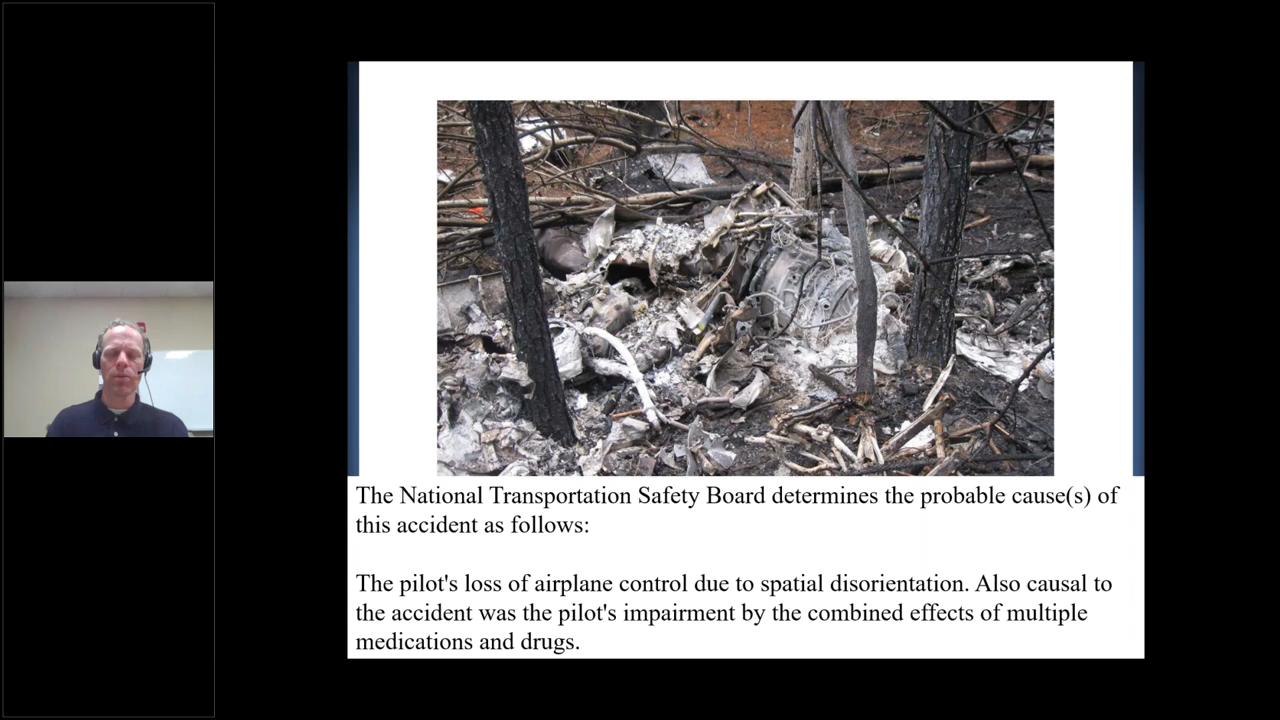 The National Transportation Safety Board determines the probable cause(s) of
this accident as follows:
The pilot's loss of airplane control due to spatial disorientation. Also causal to
the accident was the pilot's impairment by the combined effects of multiple
medications and drugs.